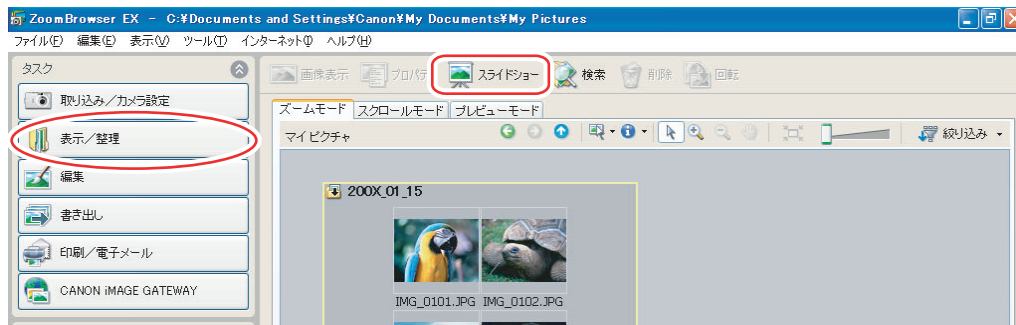 ZoomBrowser EX - C:¥Documents and Settings¥Canon¥My Documents¥My Pictures
ファイル(F) 編集(E) 表示(V) ツール(T) インターネット(I) ヘルプ(H)
タスク
画像表示 プロパティ スライドショー 検索 削除 回転
取り込み／カメラ設定
ズームモード スクロールモード プレビューモード
表示／整理
マイ ピクチャ 絞り込み
編集
200X_01_15
書き出し
印刷／電子メール
CANON iMAGE GATEWAY
IMG_0101.JPG IMG_0102.JPG